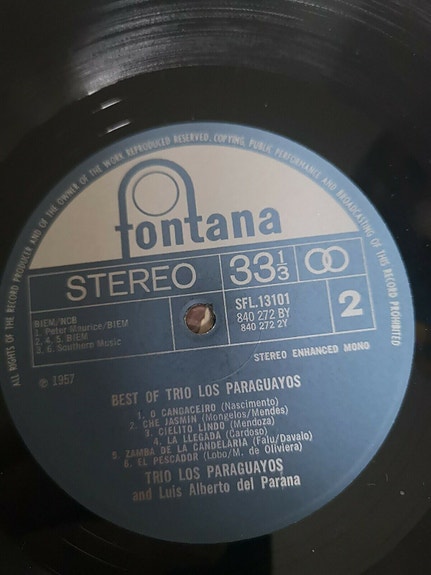 ALL RIGHTS OF THE RECORD PRODUCER AND OF THE OWNER OF THE WORK REPRODUCED RESERVED. COPYING, PUBLIC PERFORMANCE AND BROADCASTING OF THIS RECORD PROHIBITED
fontana
STEREO 33 1/3
SFL.13101
840 272 BY
840 272 2Y
2
BIEM/NCB
1. Peter Maurice/BIEM
2. 4. 5. BIEM
3. 6. Southern Music
STEREO ENHANCED MONO
℗ 1957
BEST OF TRIO LOS PARAGUAYOS
1. O CANGACEIRO (Nascimento)
2. CHE JASMIN (Mongelos/Mendes)
3. CIELITO LINDO (Mendoza)
4. LA LLEGADA (Cardoso)
5. ZAMBA DE LA CANDELARIA (Falu/Davalo)
6. EL PESCADOR (Lobo/M. de Oliviera)
TRIO LOS PARAGUAYOS
and Luis Alberto del Parana